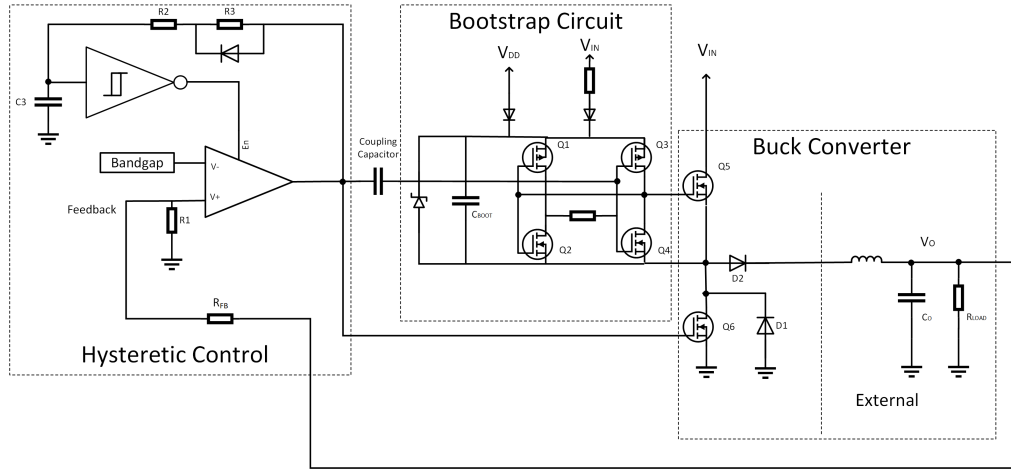 R2
R3
C3
En
Bandgap
V-
V+
Feedback
R1
RFB
Hysteretic Control
Coupling
Capacitor
Bootstrap Circuit
VDD
VIN
Q1
Q3
CBOOT
Q2
Q4
VIN
Q5
Buck Converter
D2
VO
Q6
D1
CO
RLOAD
External